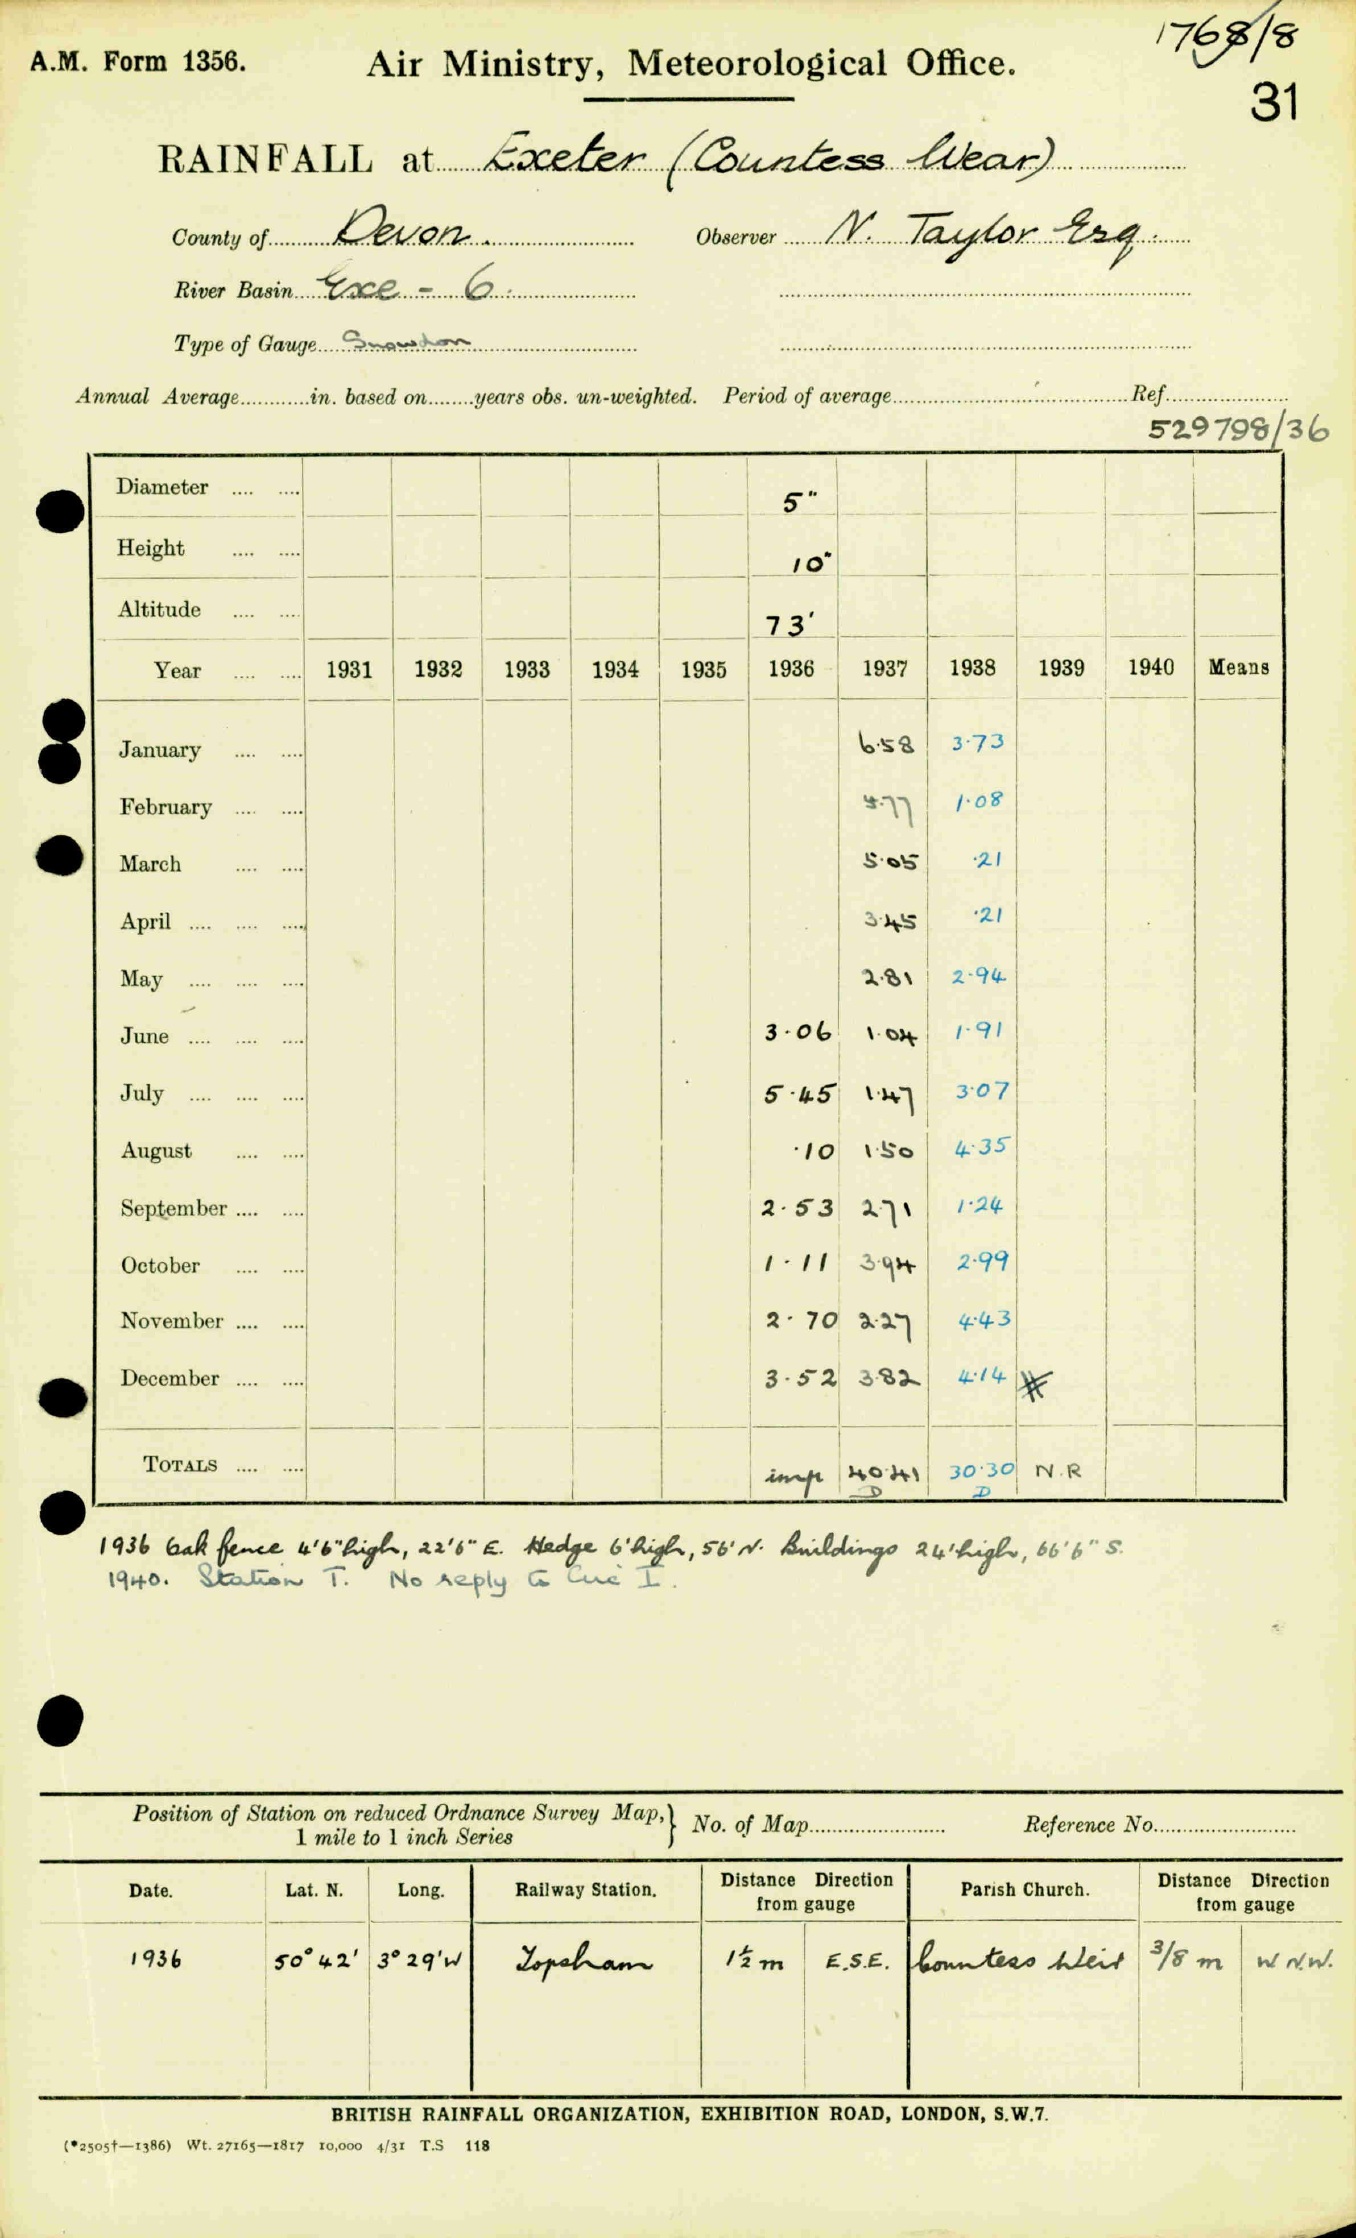 1768/8
31
A.M. Form 1356.
Air Ministry, Meteorological Office.
RAINFALL at Exeter (Countess Wear)
County of Devon. Observer N. Taylor Esq.
River Basin Exe - 6.
Type of Gauge Snowdon
Annual Average in. based on years obs. un-weighted. Period of average Ref.
529798/36
Diameter 5"
Height 10"
Altitude 73'
Year 1931 1932 1933 1934 1935 1936 1937 1938 1939 1940 Means
January 6·58 3·73
February 5·77 1·08
March 5·05 ·21
April 3·45 ·21
May 2·81 2·94
June 3·06 1·04 1·91
July 5·45 1·47 3·07
August ·10 1·50 4·35
September 2·53 2·71 1·24
October 1·11 3·94 2·99
November 2·70 2·27 4·43
December 3·52 3·82 4·14
TOTALS imp 40·41 30·30 N.R
D D
1936 Oak fence 4'6" high, 22'6" E. Hedge 6' high, 56' N. Buildings 24' high, 66'6" S.
1940. Station T. No reply to Circ I.
Position of Station on reduced Ordnance Survey Map, } No. of Map Reference No.
1 mile to 1 inch Series
Date. Lat. N. Long. Railway Station. Distance Direction from gauge Parish Church. Distance Direction from gauge
1936 50° 42' 3° 29' W Topsham 1½ m E.S.E. Countess Weir 3/8 m W N.W.
BRITISH RAINFALL ORGANIZATION, EXHIBITION ROAD, LONDON, S.W.7.
(*2505†—1386) Wt. 27165—1817 10,000 4/31 T.S 118